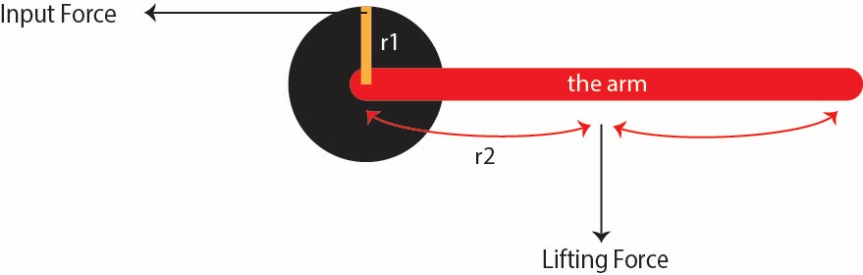 Input Force
r1
the arm
r2
Lifting Force